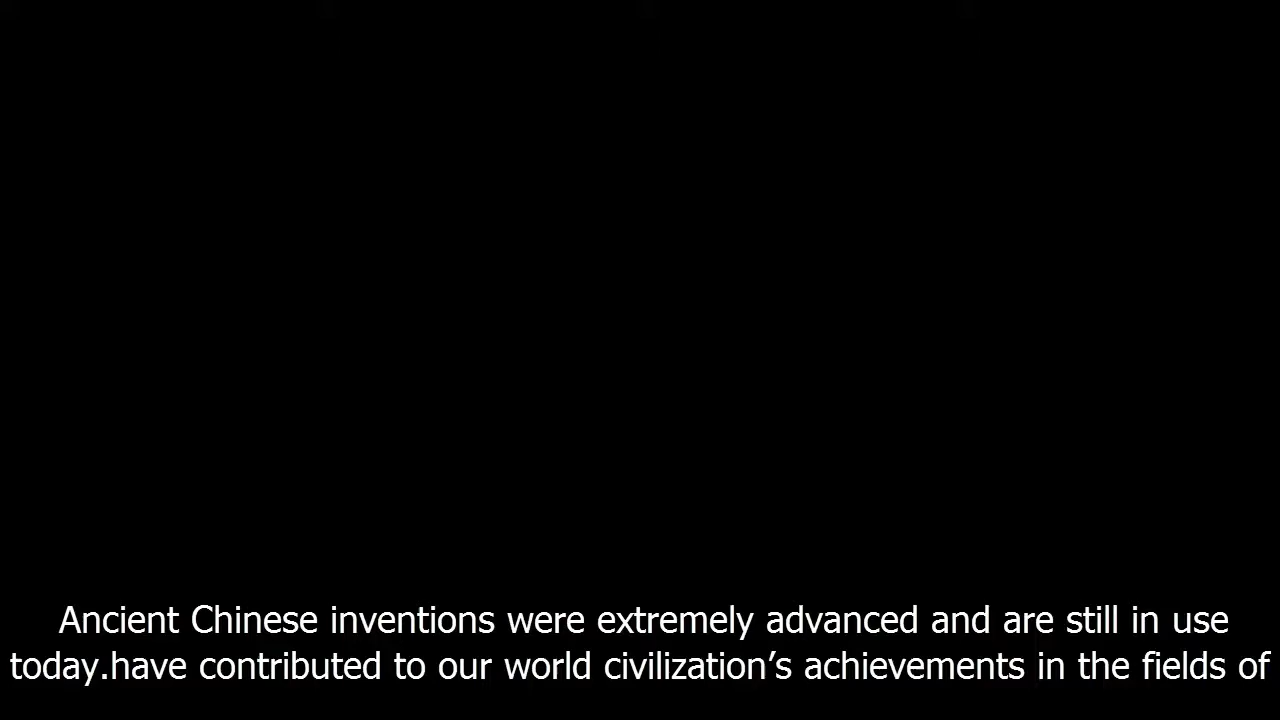 Ancient Chinese inventions were extremely advanced and are still in use
today.have contributed to our world civilization’s achievements in the fields of